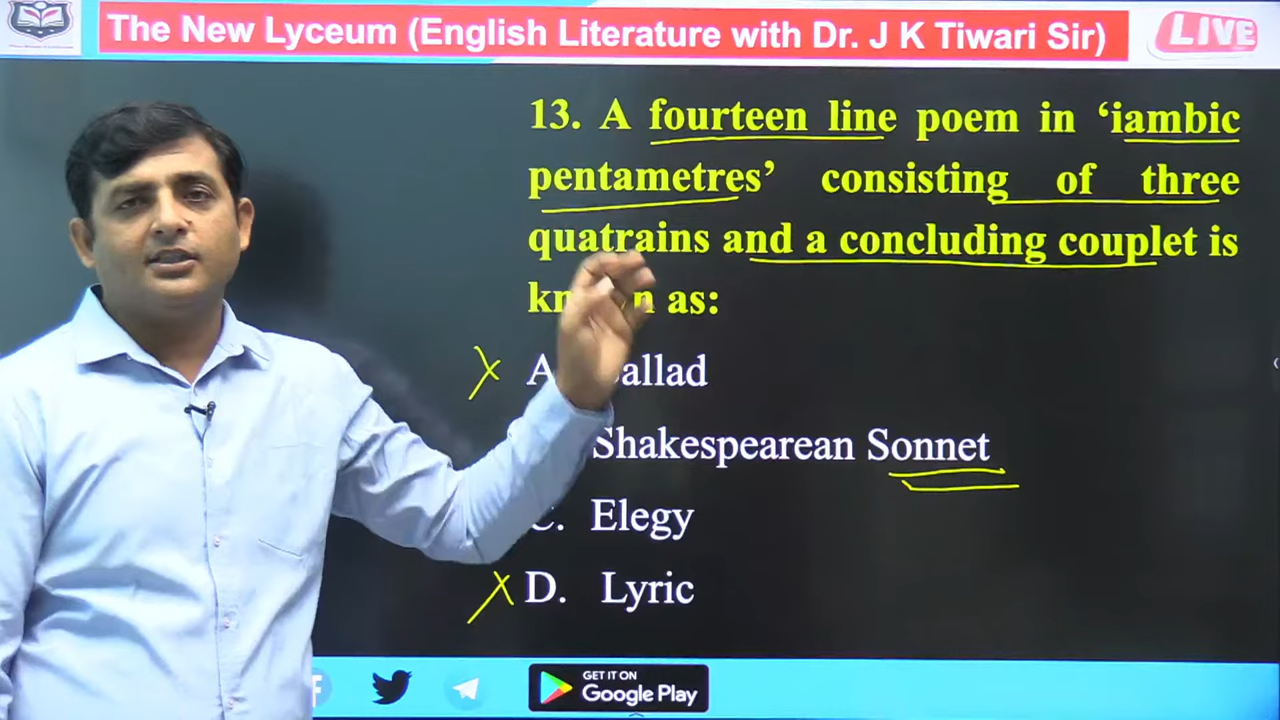 The New Lyceum (English Literature with Dr. J K Tiwari Sir)
LIVE
13. A fourteen line poem in ‘iambic
pentametres’ consisting of three
quatrains and a concluding couplet is
as:
A
Shakespearean Sonnet
C. Elegy
D. Lyric
GET IT ON
Google Play